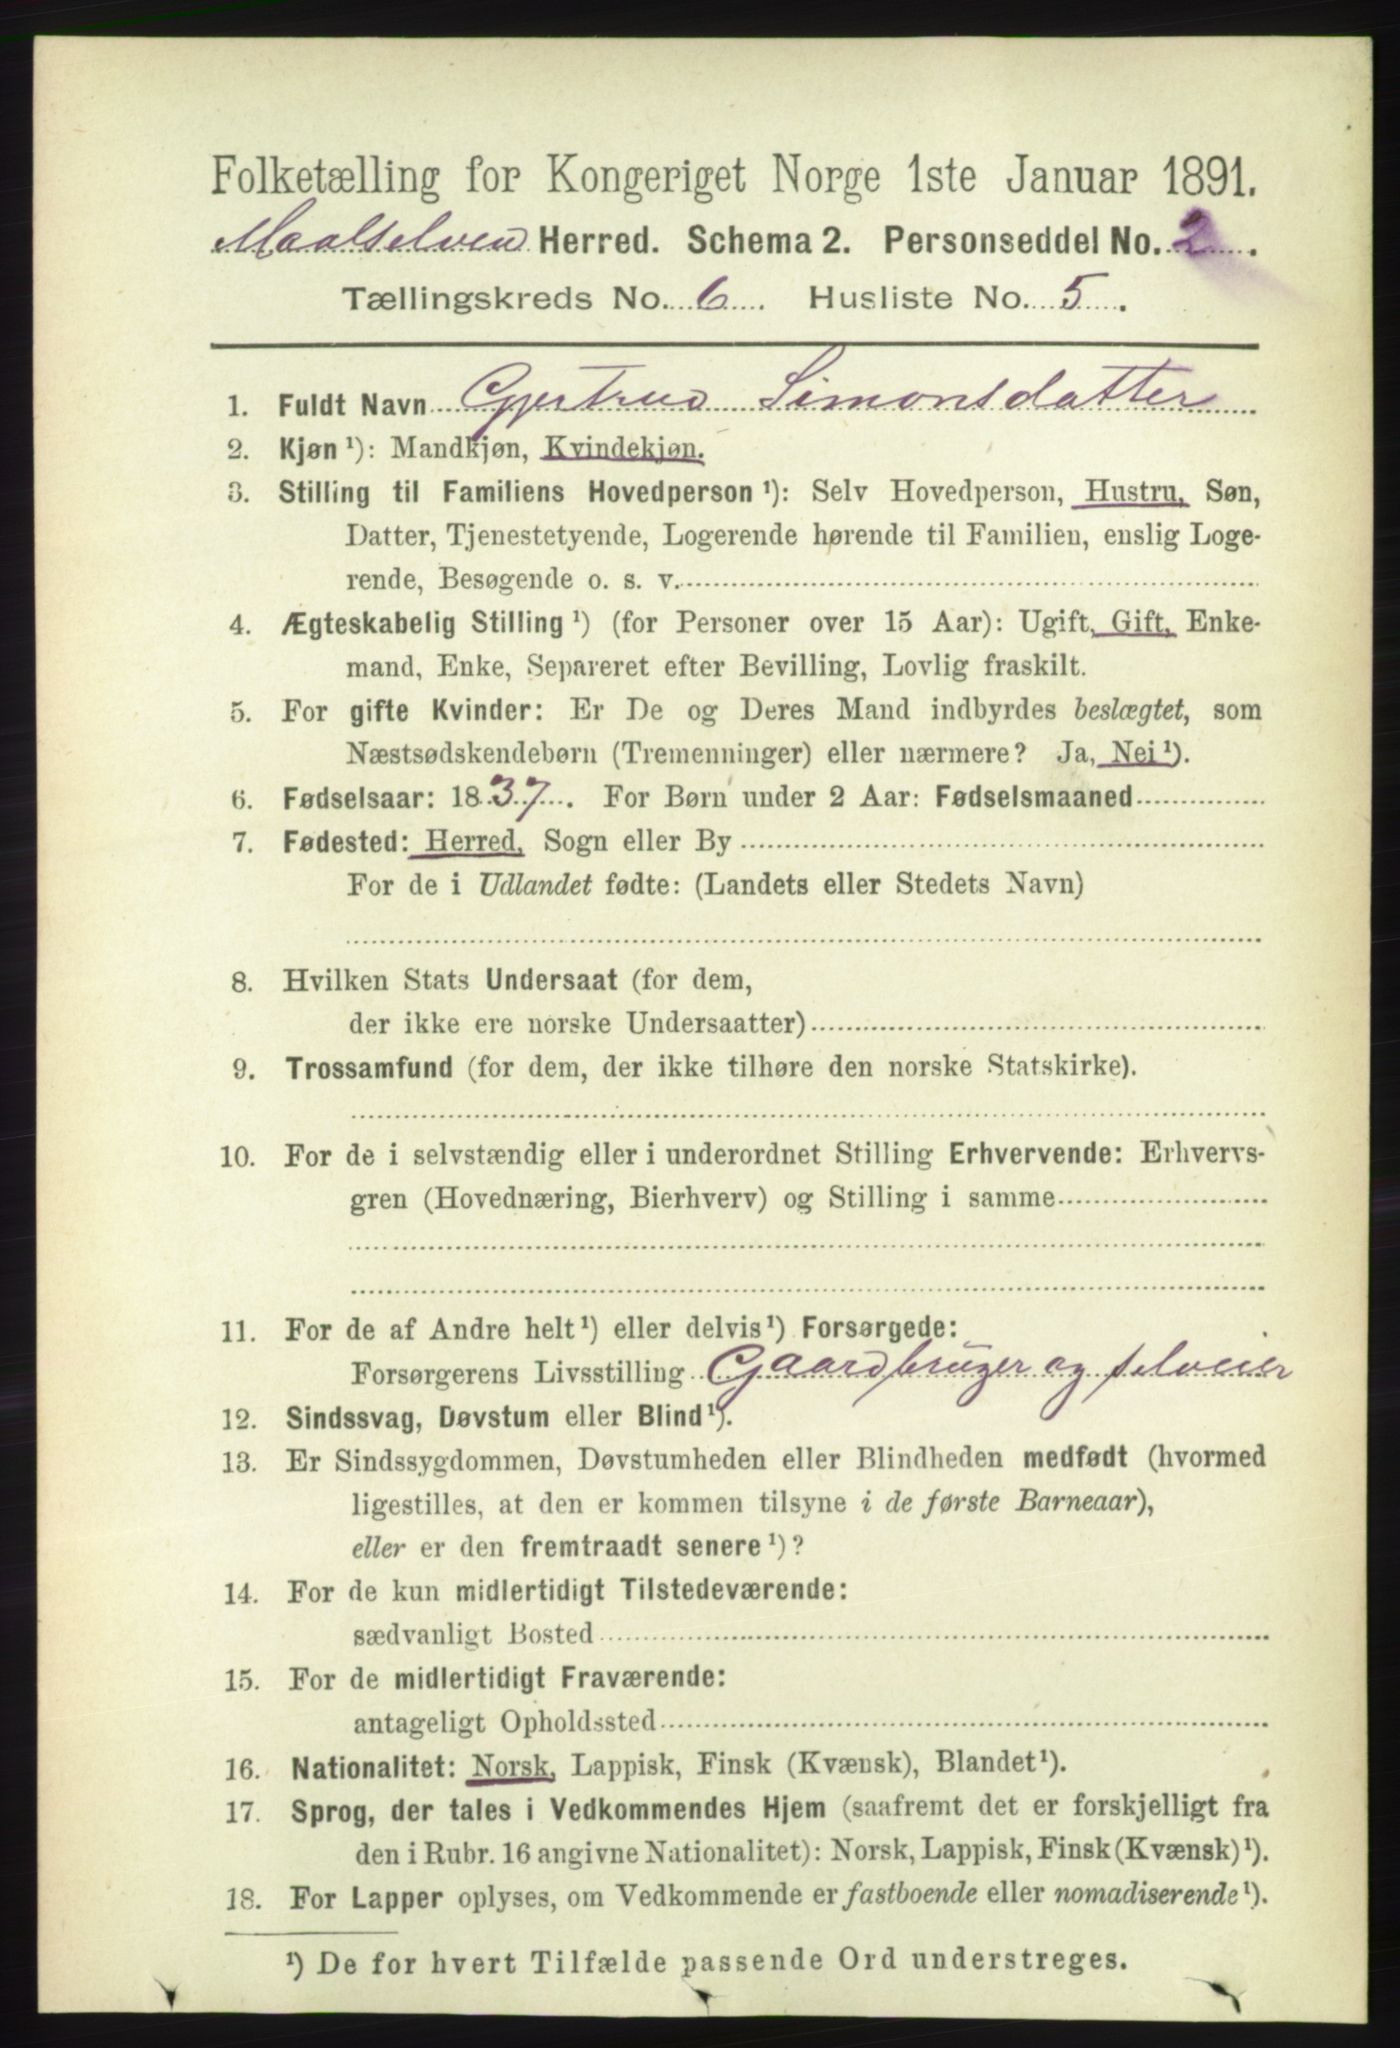 Folketælling for Kongeriget Norge 1ste Januar 1891.
Maalselven Herred. Schema 2. Personseddel No. 2.
Tællingskreds No. 6. Husliste No. 5.
1. Fuldt Navn Gjertrud Simonsdatter
2. Kjøn ¹): Mandkjøn, Kvindekjøn.
3. Stilling til Familiens Hovedperson ¹): Selv Hovedperson, Hustru, Søn,
Datter, Tjenestetyende, Logerende hørende til Familien, enslig Loge-
rende, Besøgende o. s. v.
4. Ægteskabelig Stilling ¹) (for Personer over 15 Aar): Ugift, Gift, Enke-
mand, Enke, Separeret efter Bevilling, Lovlig fraskilt.
5. For gifte Kvinder: Er De og Deres Mand indbyrdes beslægtet, som
Næstsødskendebørn (Tremenninger) eller nærmere? Ja, Nei ¹).
6. Fødselsaar: 1837. For Børn under 2 Aar: Fødselsmaaned
7. Fødested: Herred, Sogn eller By
For de i Udlandet fødte: (Landets eller Stedets Navn)
8. Hvilken Stats Undersaat (for dem,
der ikke ere norske Undersaatter)
9. Trossamfund (for dem, der ikke tilhøre den norske Statskirke).
10. For de i selvstændig eller i underordnet Stilling Erhvervende: Erhvervs-
gren (Hovednæring, Bierhverv) og Stilling i samme
11. For de af Andre helt ¹) eller delvis ¹) Forsørgede:
Forsørgerens Livsstilling Gaardbruger og selveier
12. Sindssvag, Døvstum eller Blind ¹).
13. Er Sindssygdommen, Døvstumheden eller Blindheden medfødt (hvormed
ligestilles, at den er kommen tilsyne i de første Barneaar),
eller er den fremtraadt senere ¹)?
14. For de kun midlertidigt Tilstedeværende:
sædvanligt Bosted
15. For de midlertidigt Fraværende:
antageligt Opholdssted
16. Nationalitet: Norsk, Lappisk, Finsk (Kvænsk), Blandet ¹).
17. Sprog, der tales i Vedkommendes Hjem (saafremt det er forskjelligt fra
den i Rubr. 16 angivne Nationalitet): Norsk, Lappisk, Finsk (Kvænsk) ¹).
18. For Lapper oplyses, om Vedkommende er fastboende eller nomadiserende ¹).
¹) De for hvert Tilfælde passende Ord understreges.